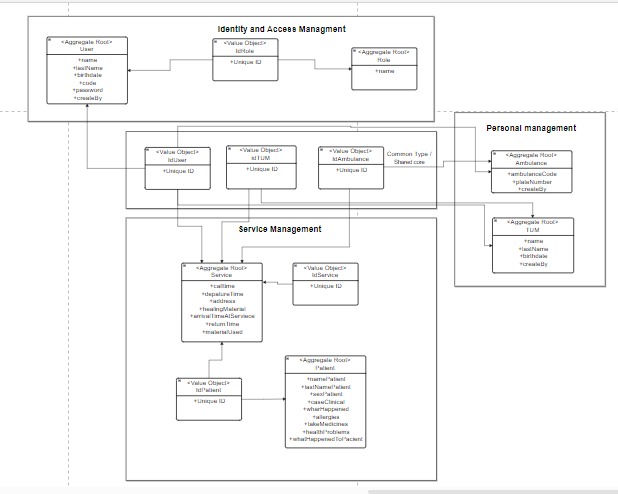 Identity and Access Managment
<Aggregate Root>
User
+name
+lastName
+birthdate
+code
+password
+createBy
<Value Object>
IdRole
+Unique ID
<Aggregate Root>
Role
+name
Personal management
<Value Object>
IdUser
+Unique ID
<Value Object>
idTUM
+Unique ID
<Value Object>
IdAmbulance
+Unique ID
Common Type /
Shared core
<Aggregate Root>
Ambulance
+ambulanceCode
+plateNumber
+createBy
<Aggregate Root>
TUM
+name
+lastName
+birthdate
+createBy
Service Management
<Aggregate Root>
Service
+calltime
+depatureTime
+address
+healingMaterial
+arrivalTimeAtServiece
+returnTime
+materialUsed
<Value Object>
IdService
+Unique ID
<Value Object>
IdPatient
+Unique ID
<Aggregate Root>
Patient
+namePatient
+lastNamePatient
+sexPatient
+caseClinical
+wharHappened
+allergies
+takeMedicines
+healthProblems
+whatHappenedToPacient